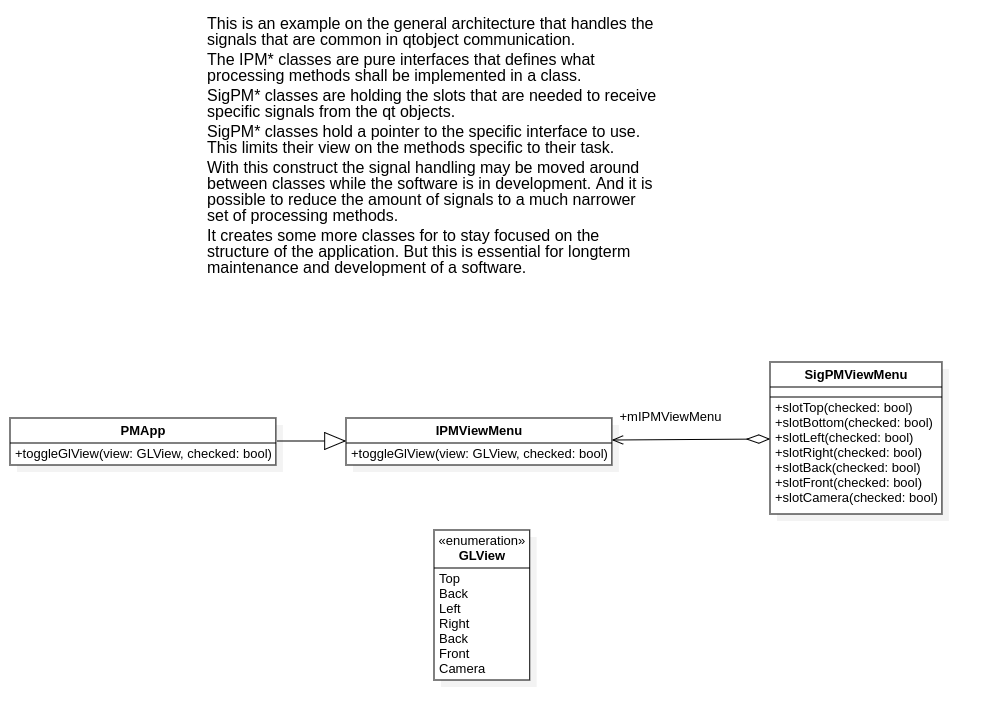 This is an example on the general architecture that handles the
signals that are common in qtobject communication.
The IPM* classes are pure interfaces that defines what
processing methods shall be implemented in a class.
SigPM* classes are holding the slots that are needed to receive
specific signals from the qt objects.
SigPM* classes hold a pointer to the specific interface to use.
This limits their view on the methods specific to their task.
With this construct the signal handling may be moved around
between classes while the software is in development. And it is
possible to reduce the amount of signals to a much narrower
set of processing methods.
It creates some more classes for to stay focused on the
structure of the application. But this is essential for longterm
maintenance and development of a software.
PMApp
+toggleGlView(view: GLView, checked: bool)
IPMViewMenu
+toggleGlView(view: GLView, checked: bool)
+mIPMViewMenu
SigPMViewMenu
+slotTop(checked: bool)
+slotBottom(checked: bool)
+slotLeft(checked: bool)
+slotRight(checked: bool)
+slotBack(checked: bool)
+slotFront(checked: bool)
+slotCamera(checked: bool)
«enumeration»
GLView
Top
Back
Left
Right
Back
Front
Camera